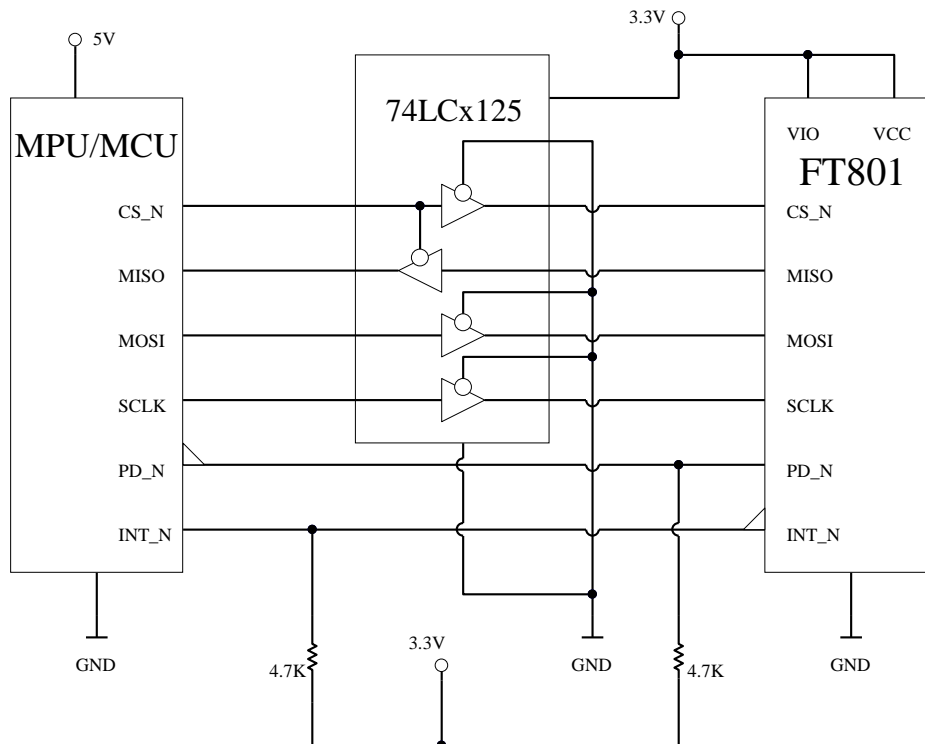 3.3V
5V
74LCx125
MPU/MCU
VIO
VCC
FT801
CS_N
CS_N
MISO
MISO
MOSI
MOSI
SCLK
SCLK
PD_N
PD_N
INT_N
INT_N
GND
4.7K
3.3V
GND
4.7K
GND